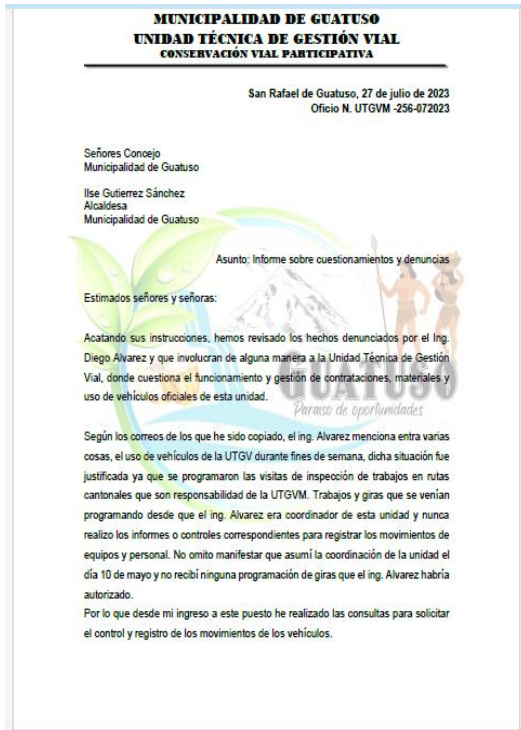 MUNICIPALIDAD DE GUATUSO
UNIDAD TÉCNICA DE GESTIÓN VIAL
CONSERVACIÓN VIAL PARTICIPATIVA
San Rafael de Guatuso, 27 de julio de 2023
Oficio N. UTGVM -256-072023
Señores Concejo
Municipalidad de Guatuso
Ilse Gutierrez Sánchez
Alcaldesa
Municipalidad de Guatuso
Asunto: Informe sobre cuestionamientos y denuncias
Estimados señores y señoras:
Acatando sus instrucciones, hemos revisado los hechos denunciados por el Ing.
Diego Alvarez y que involucran de alguna manera a la Unidad Técnica de Gestión
Vial, donde cuestiona el funcionamiento y gestión de contrataciones, materiales y
uso de vehículos oficiales de esta unidad.
GUATUSO
Paraíso de oportunidades
Según los correos de los que he sido copiado, el ing. Alvarez menciona entra varias
cosas, el uso de vehículos de la UTGV durante fines de semana, dicha situación fue
justificada ya que se programaron las visitas de inspección de trabajos en rutas
cantonales que son responsabilidad de la UTGVM. Trabajos y giras que se venían
programando desde que el ing. Alvarez era coordinador de esta unidad y nunca
realizo los informes o controles correspondientes para registrar los movimientos de
equipos y personal. No omito manifestar que asumí la coordinación de la unidad el
día 10 de mayo y no recibí ninguna programación de giras que el ing. Alvarez habría
autorizado.
Por lo que desde mi ingreso a este puesto he realizado las consultas para solicitar
el control y registro de los movimientos de los vehículos.